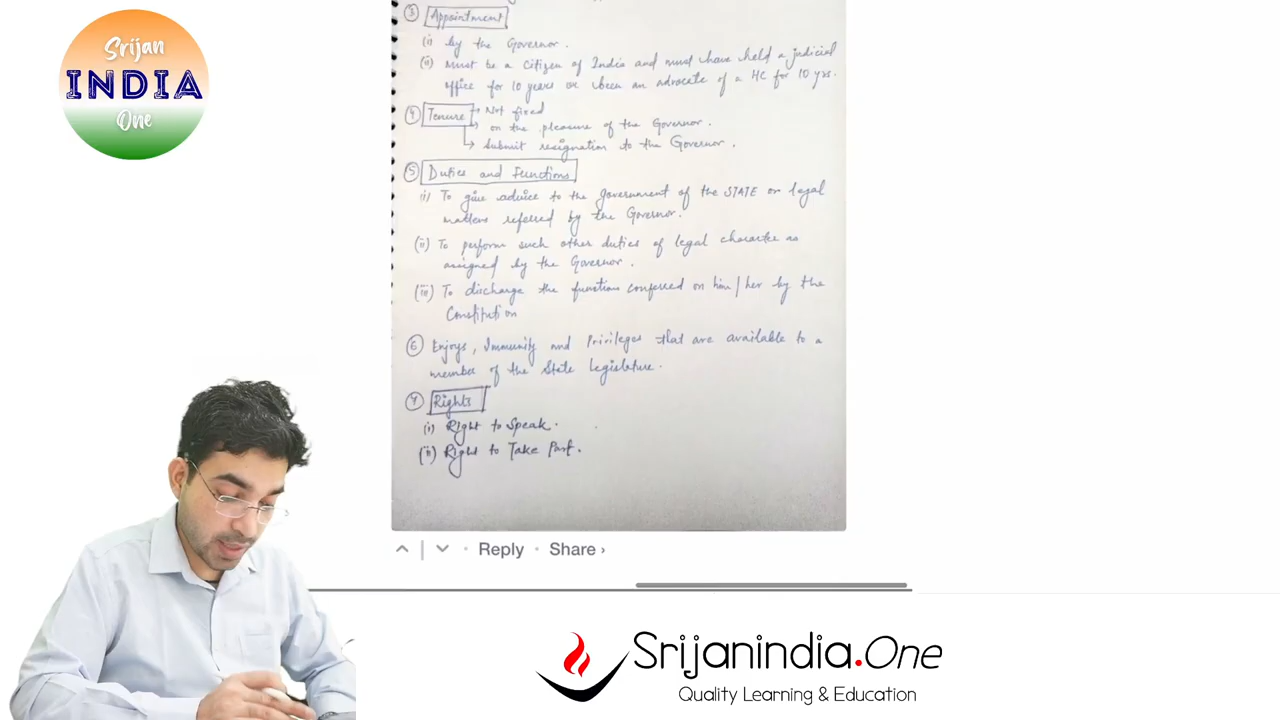 Srijan
INDIA
One
③ Appointment
(i) by the Governor.
(ii) Must be a Citizen of India and must have held a judicial
office for 10 years or been an advocate of a HC for 10 yrs.
④ Tenure → Not fixed
→ on the pleasure of the Governor.
→ Submit resignation to the Governor.
⑤ Duties and Functions
(i) To give advice to the Government of the STATE on legal
matters referred by the Governor.
(ii) To perform such other duties of legal character as
assigned by the Governor.
(iii) To discharge the functions conferred on him/her by the
Constitution
⑥ Enjoys, Immunity and Privileges that are available to a
member of the State Legislature.
⑦ Rights
(i) Right to Speak.
(ii) Right to Take Part.
Reply · Share ›
Srijanindia.One
Quality Learning & Education